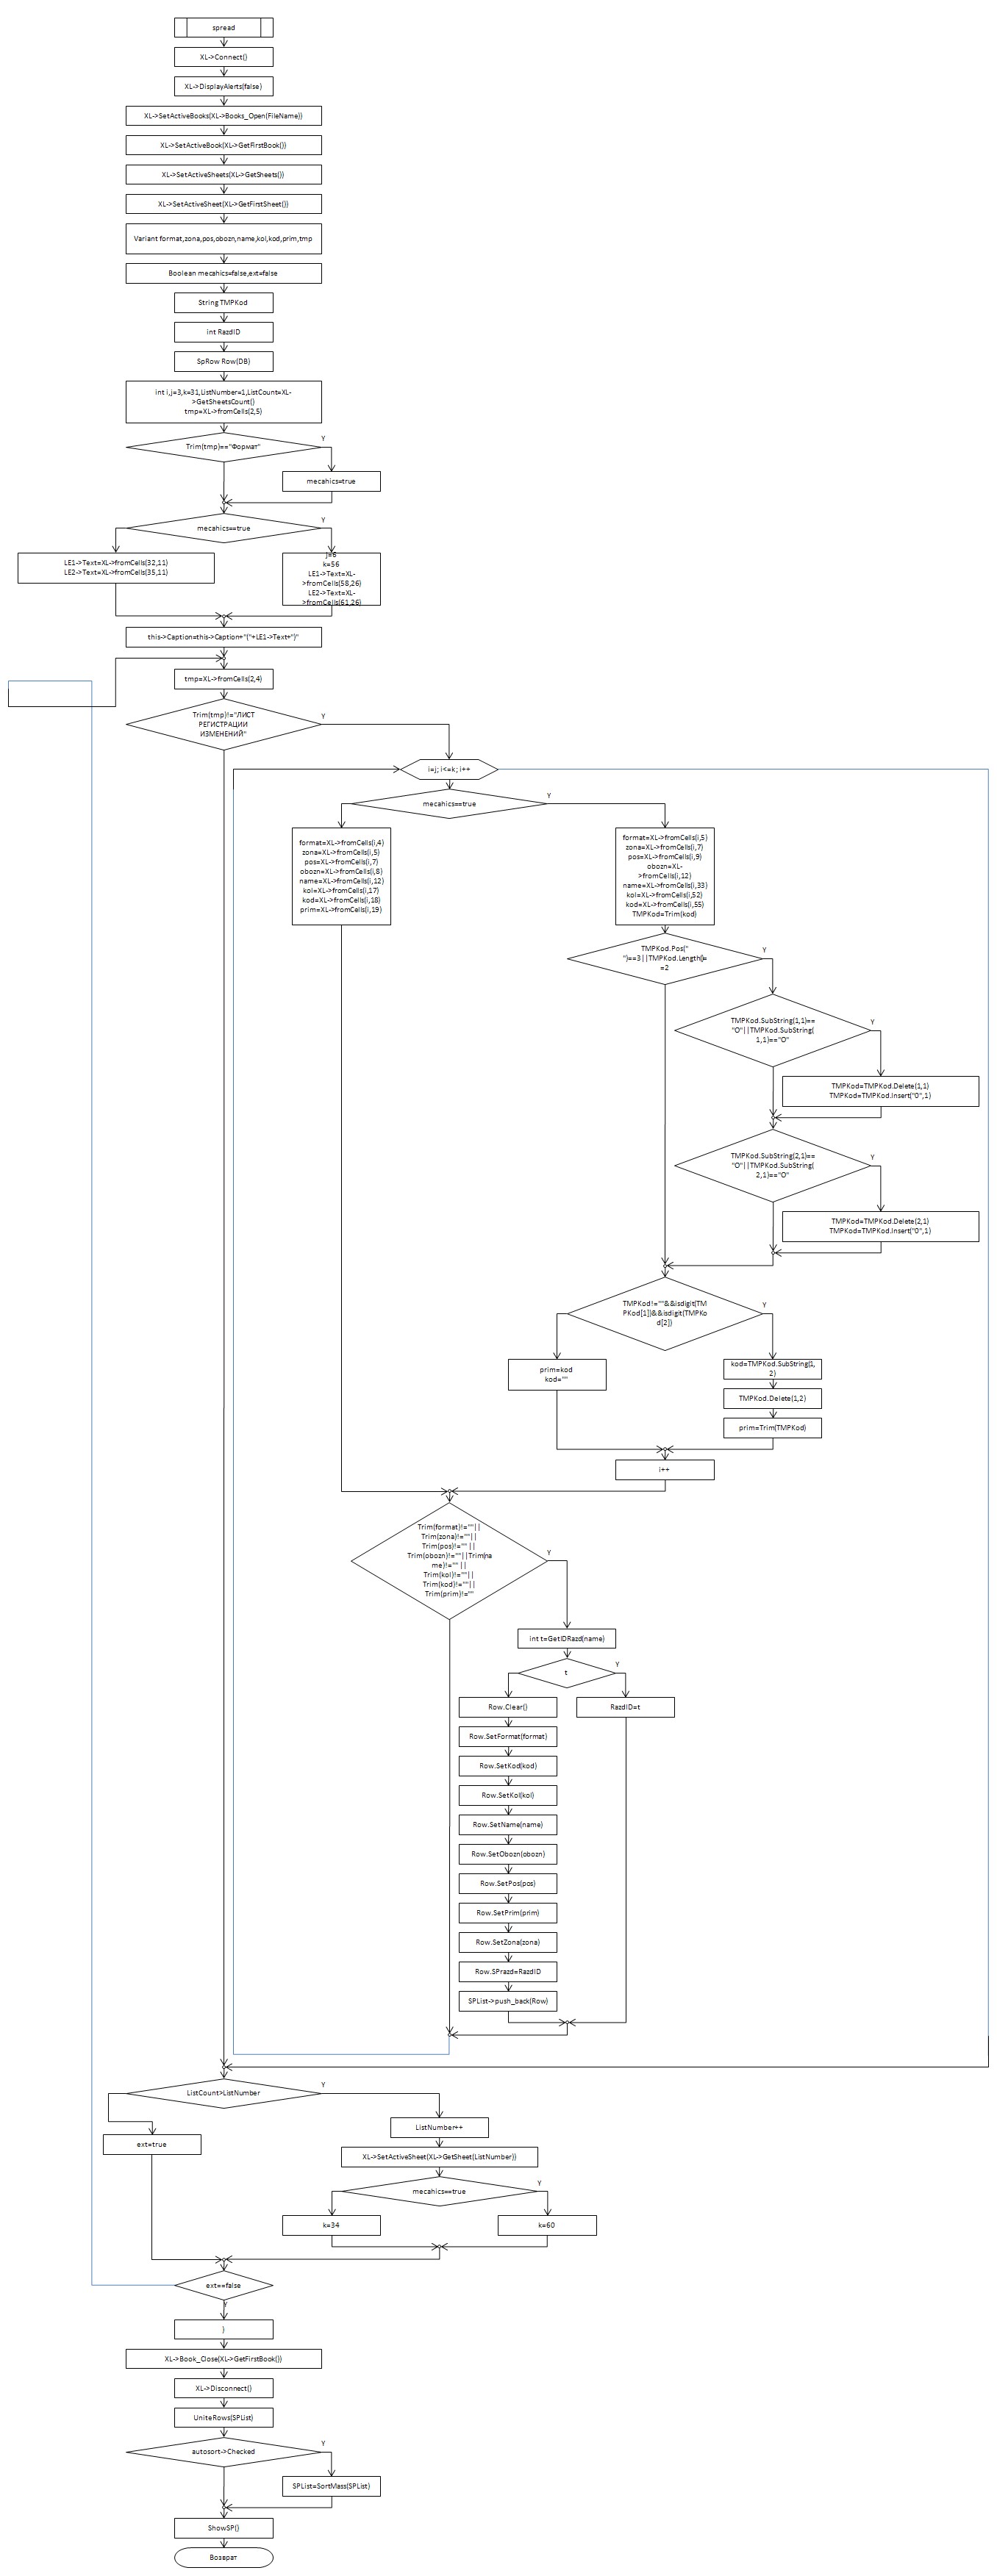 spread
XL->Connect()
XL->DisplayAlerts(false)
XL->SetActiveBooks(XL->Books_Open(FileName))
XL->SetActiveBook(XL->GetFirstBook())
XL->SetActiveSheets(XL->GetSheets())
XL->SetActiveSheet(XL->GetFirstSheet())
Variant format,zona,pos,obozn,name,kol,kod,prim,tmp
Boolean mecahics=false,ext=false
String TMPKod
int RazdID
SpRow Row(DB)
int i,j=3,k=31,ListNumber=1,ListCount=XL-
>GetSheetsCount()
tmp=XL->fromCells(2,5)
Trim(tmp)=="Формат"
Y
mecahics=true
mecahics==true
Y
LE1->Text=XL->fromCells(32,11)
LE2->Text=XL->fromCells(35,11)
j=6
k=56
LE1->Text=XL-
>fromCells(58,26)
LE2->Text=XL-
>fromCells(61,26)
this->Caption=this->Caption+"("+LE1->Text+")"
tmp=XL->fromCells(2,4)
Trim(tmp)!="ЛИСТ
РЕГИСТРАЦИИ
ИЗМЕНЕНИЙ"
Y
i=j; i<=k; i++
mecahics==true
Y
format=XL->fromCells(i,4)
zona=XL->fromCells(i,5)
pos=XL->fromCells(i,7)
obozn=XL->fromCells(i,8)
name=XL->fromCells(i,12)
kol=XL->fromCells(i,17)
kod=XL->fromCells(i,18)
prim=XL->fromCells(i,19)
format=XL->fromCells(i,5)
zona=XL->fromCells(i,7)
pos=XL->fromCells(i,9)
obozn=XL-
>fromCells(i,12)
name=XL->fromCells(i,33)
kol=XL->fromCells(i,52)
kod=XL->fromCells(i,55)
TMPKod=Trim(kod)
TMPKod.Pos("
")==3||TMPKod.Length()=
=2
Y
TMPKod.SubString(1,1)==
"O"||TMPKod.SubString(
1,1)=="О"
Y
TMPKod=TMPKod.Delete(1,1)
TMPKod=TMPKod.Insert("0",1)
TMPKod.SubString(2,1)==
"O"||TMPKod.SubString(
2,1)=="О"
Y
TMPKod=TMPKod.Delete(2,1)
TMPKod=TMPKod.Insert("0",1)
TMPKod!=""&&isdigit(TM
PKod[1])&&isdigit(TMPKo
d[2])
Y
prim=kod
kod=""
kod=TMPKod.SubString(1,
2)
TMPKod.Delete(1,2)
prim=Trim(TMPKod)
i++
Trim(format)!=""||
Trim(zona)!=""||
Trim(pos)!="" ||
Trim(obozn)!=""||Trim(na
me)!="" ||
Trim(kol)!=""||
Trim(kod)!=""||
Trim(prim)!=""
Y
int t=GetIDRazd(name)
t
Y
Row.Clear()
RazdID=t
Row.SetFormat(format)
Row.SetKod(kod)
Row.SetKol(kol)
Row.SetName(name)
Row.SetObozn(obozn)
Row.SetPos(pos)
Row.SetPrim(prim)
Row.SetZona(zona)
Row.SPrazd=RazdID
SPList->push_back(Row)
ListCount>ListNumber
Y
ListNumber++
ext=true
XL->SetActiveSheet(XL->GetSheet(ListNumber))
mecahics==true
Y
k=34
k=60
ext==false
Y
}
XL->Book_Close(XL->GetFirstBook())
XL->Disconnect()
UniteRows(SPList)
autosort->Checked
Y
SPList=SortMass(SPList)
ShowSP()
Возврат